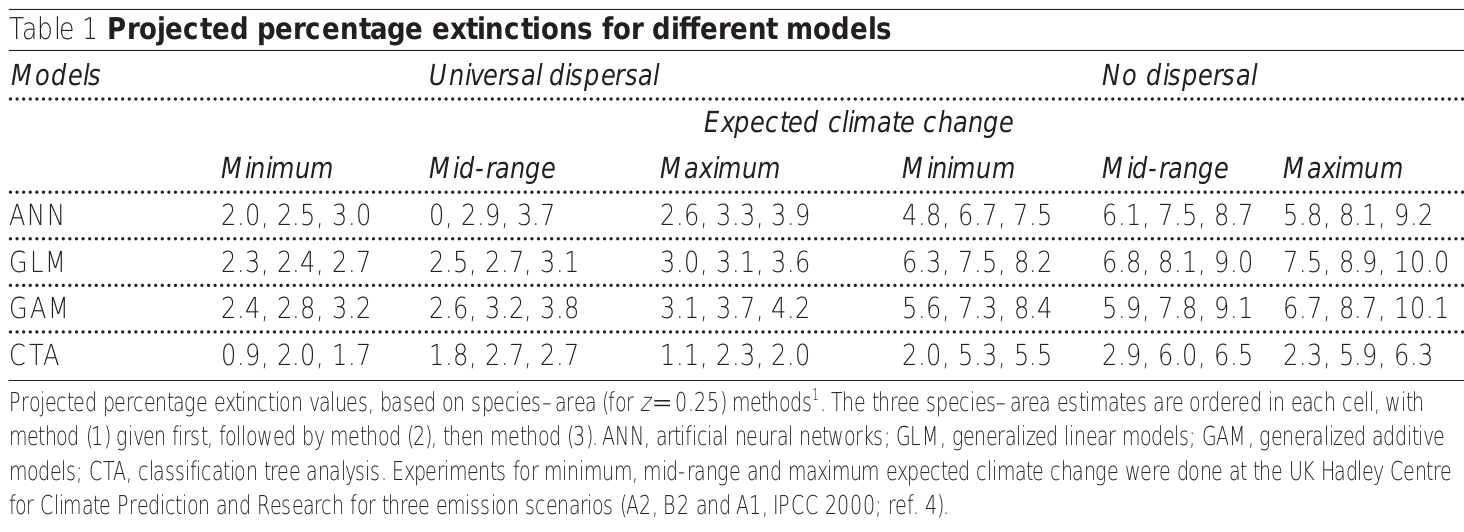 Table 1 Projected percentage extinctions for different models
Models Universal dispersal No dispersal
Expected climate change
Minimum Mid-range Maximum Minimum Mid-range Maximum
ANN 2.0, 2.5, 3.0 0, 2.9, 3.7 2.6, 3.3, 3.9 4.8, 6.7, 7.5 6.1, 7.5, 8.7 5.8, 8.1, 9.2
GLM 2.3, 2.4, 2.7 2.5, 2.7, 3.1 3.0, 3.1, 3.6 6.3, 7.5, 8.2 6.8, 8.1, 9.0 7.5, 8.9, 10.0
GAM 2.4, 2.8, 3.2 2.6, 3.2, 3.8 3.1, 3.7, 4.2 5.6, 7.3, 8.4 5.9, 7.8, 9.1 6.7, 8.7, 10.1
CTA 0.9, 2.0, 1.7 1.8, 2.7, 2.7 1.1, 2.3, 2.0 2.0, 5.3, 5.5 2.9, 6.0, 6.5 2.3, 5.9, 6.3
Projected percentage extinction values, based on species–area (for z=0.25) methods¹. The three species–area estimates are ordered in each cell, with
method (1) given first, followed by method (2), then method (3). ANN, artificial neural networks; GLM, generalized linear models; GAM, generalized additive
models; CTA, classification tree analysis. Experiments for minimum, mid-range and maximum expected climate change were done at the UK Hadley Centre
for Climate Prediction and Research for three emission scenarios (A2, B2 and A1, IPCC 2000; ref. 4).